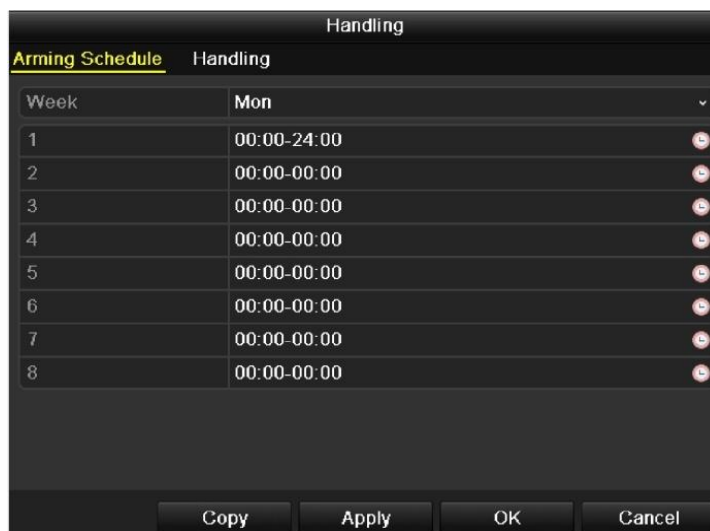 Handling
Arming Schedule Handling
Week Mon
1 00:00-24:00
2 00:00-00:00
3 00:00-00:00
4 00:00-00:00
5 00:00-00:00
6 00:00-00:00
7 00:00-00:00
8 00:00-00:00
Copy Apply OK Cancel